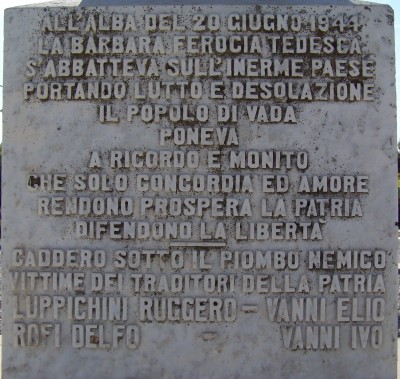 ALL'ALBA DEL 20 GIUGNO 1944
LA BARBARA FEROCIA TEDESCA
S'ABBATTEVA SULL'INERME PAESE
PORTANDO LUTTO E DESOLAZIONE
IL POPOLO DI VADA
PONEVA
A RICORDO E MONITO
CHE SOLO CONCORDIA ED AMORE
RENDONO PROSPERA LA PATRIA
DIFENDONO LA LIBERTA
CADDERO SOTTO IL PIOMBO NEMICO
VITTIME DEI TRADITORI DELLA PATRIA
LUPPICHINI RUGGERO - VANNI ELIO
ROFI DELFO - VANNI IVO